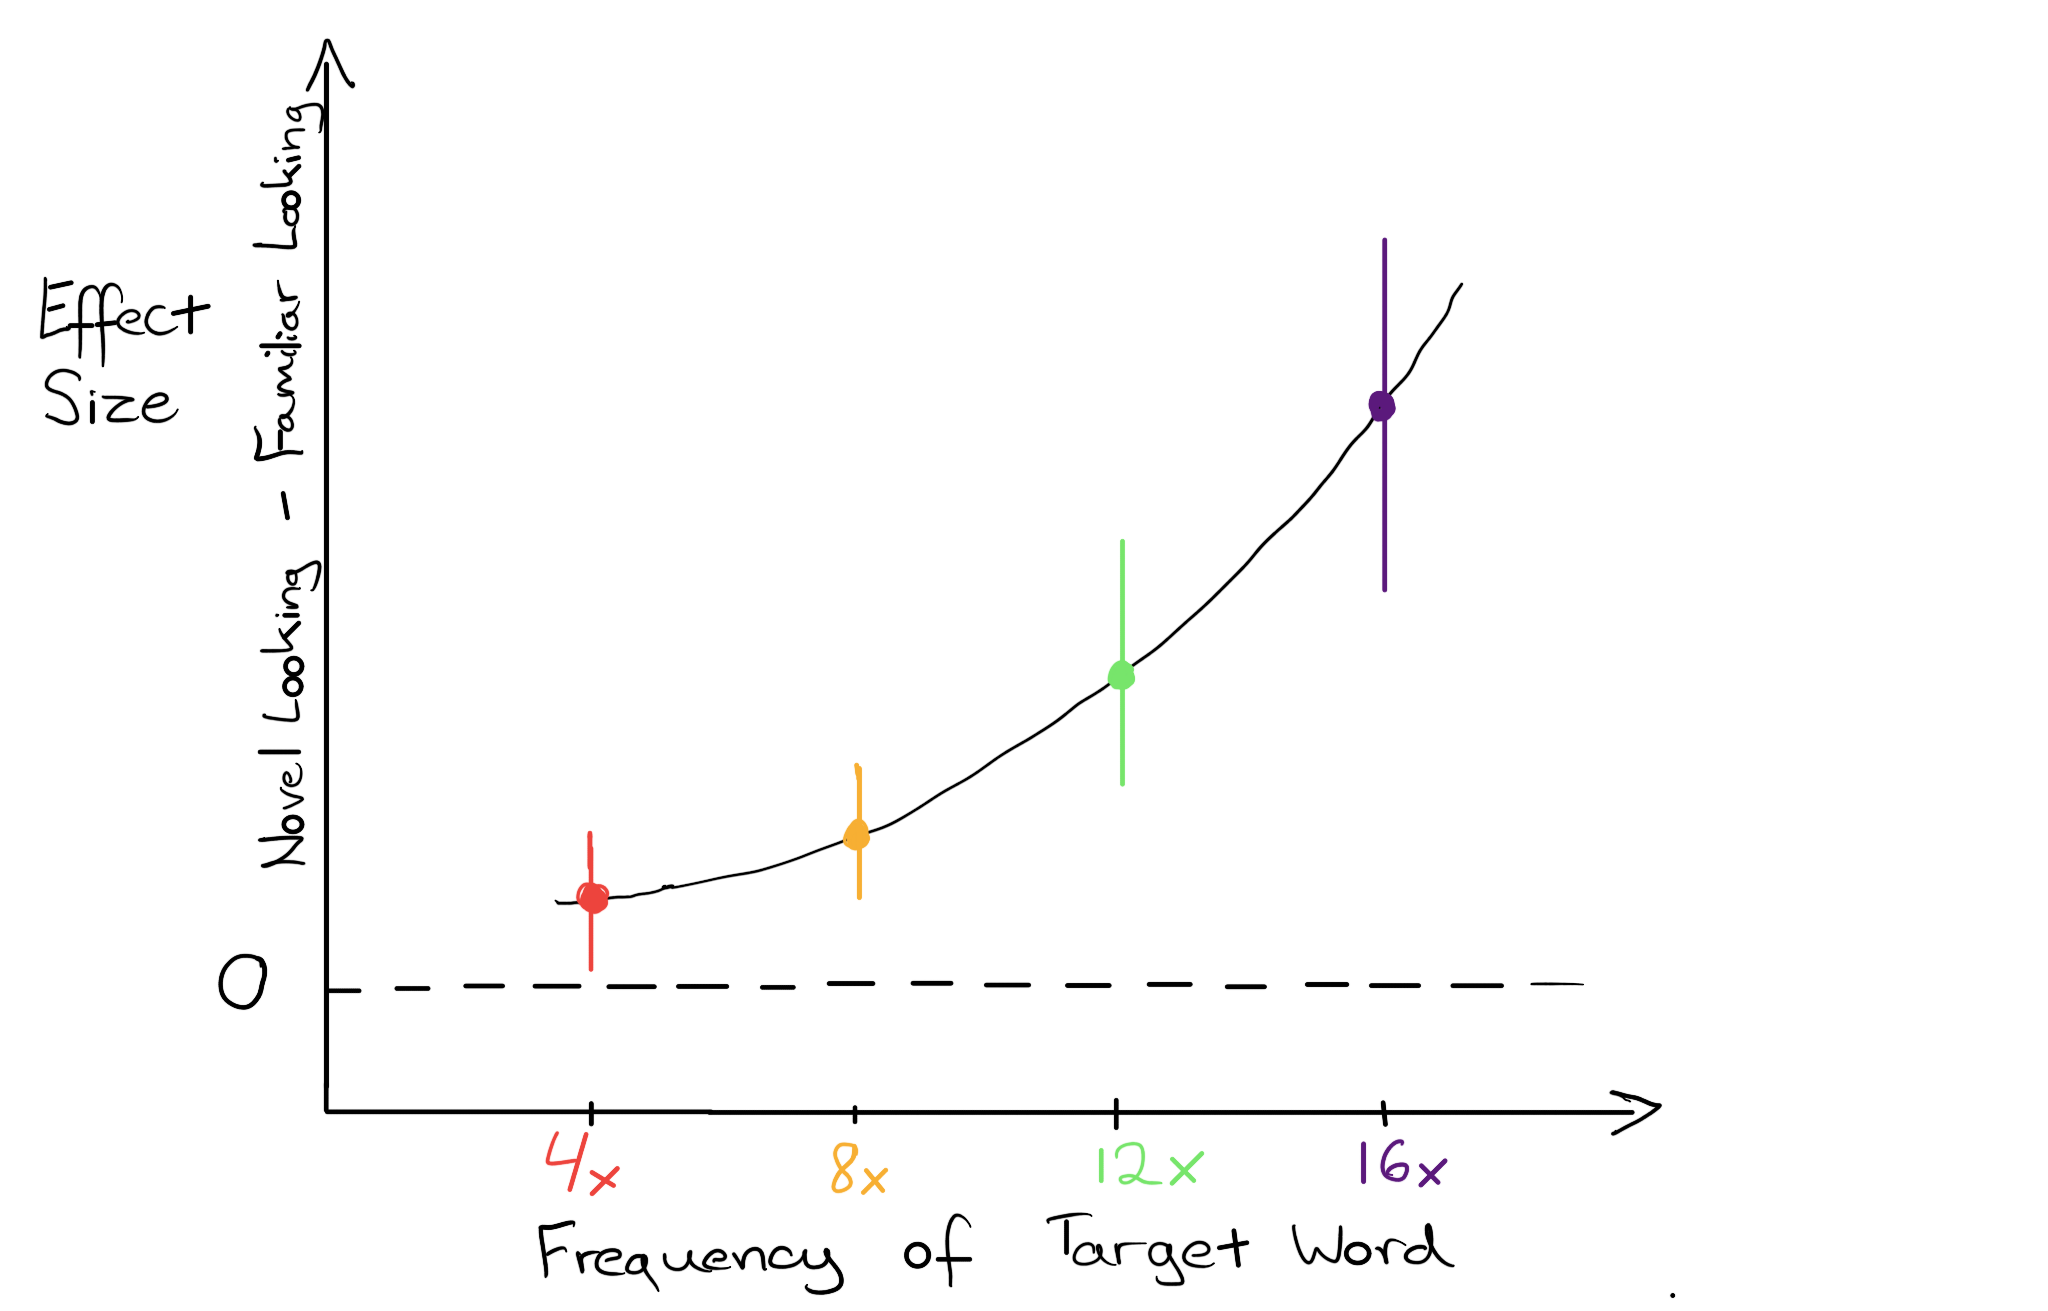 Effect
Size
Novel Looking - Familiar Looking
0
4x
8x
12x
16x
Frequency of Target Word